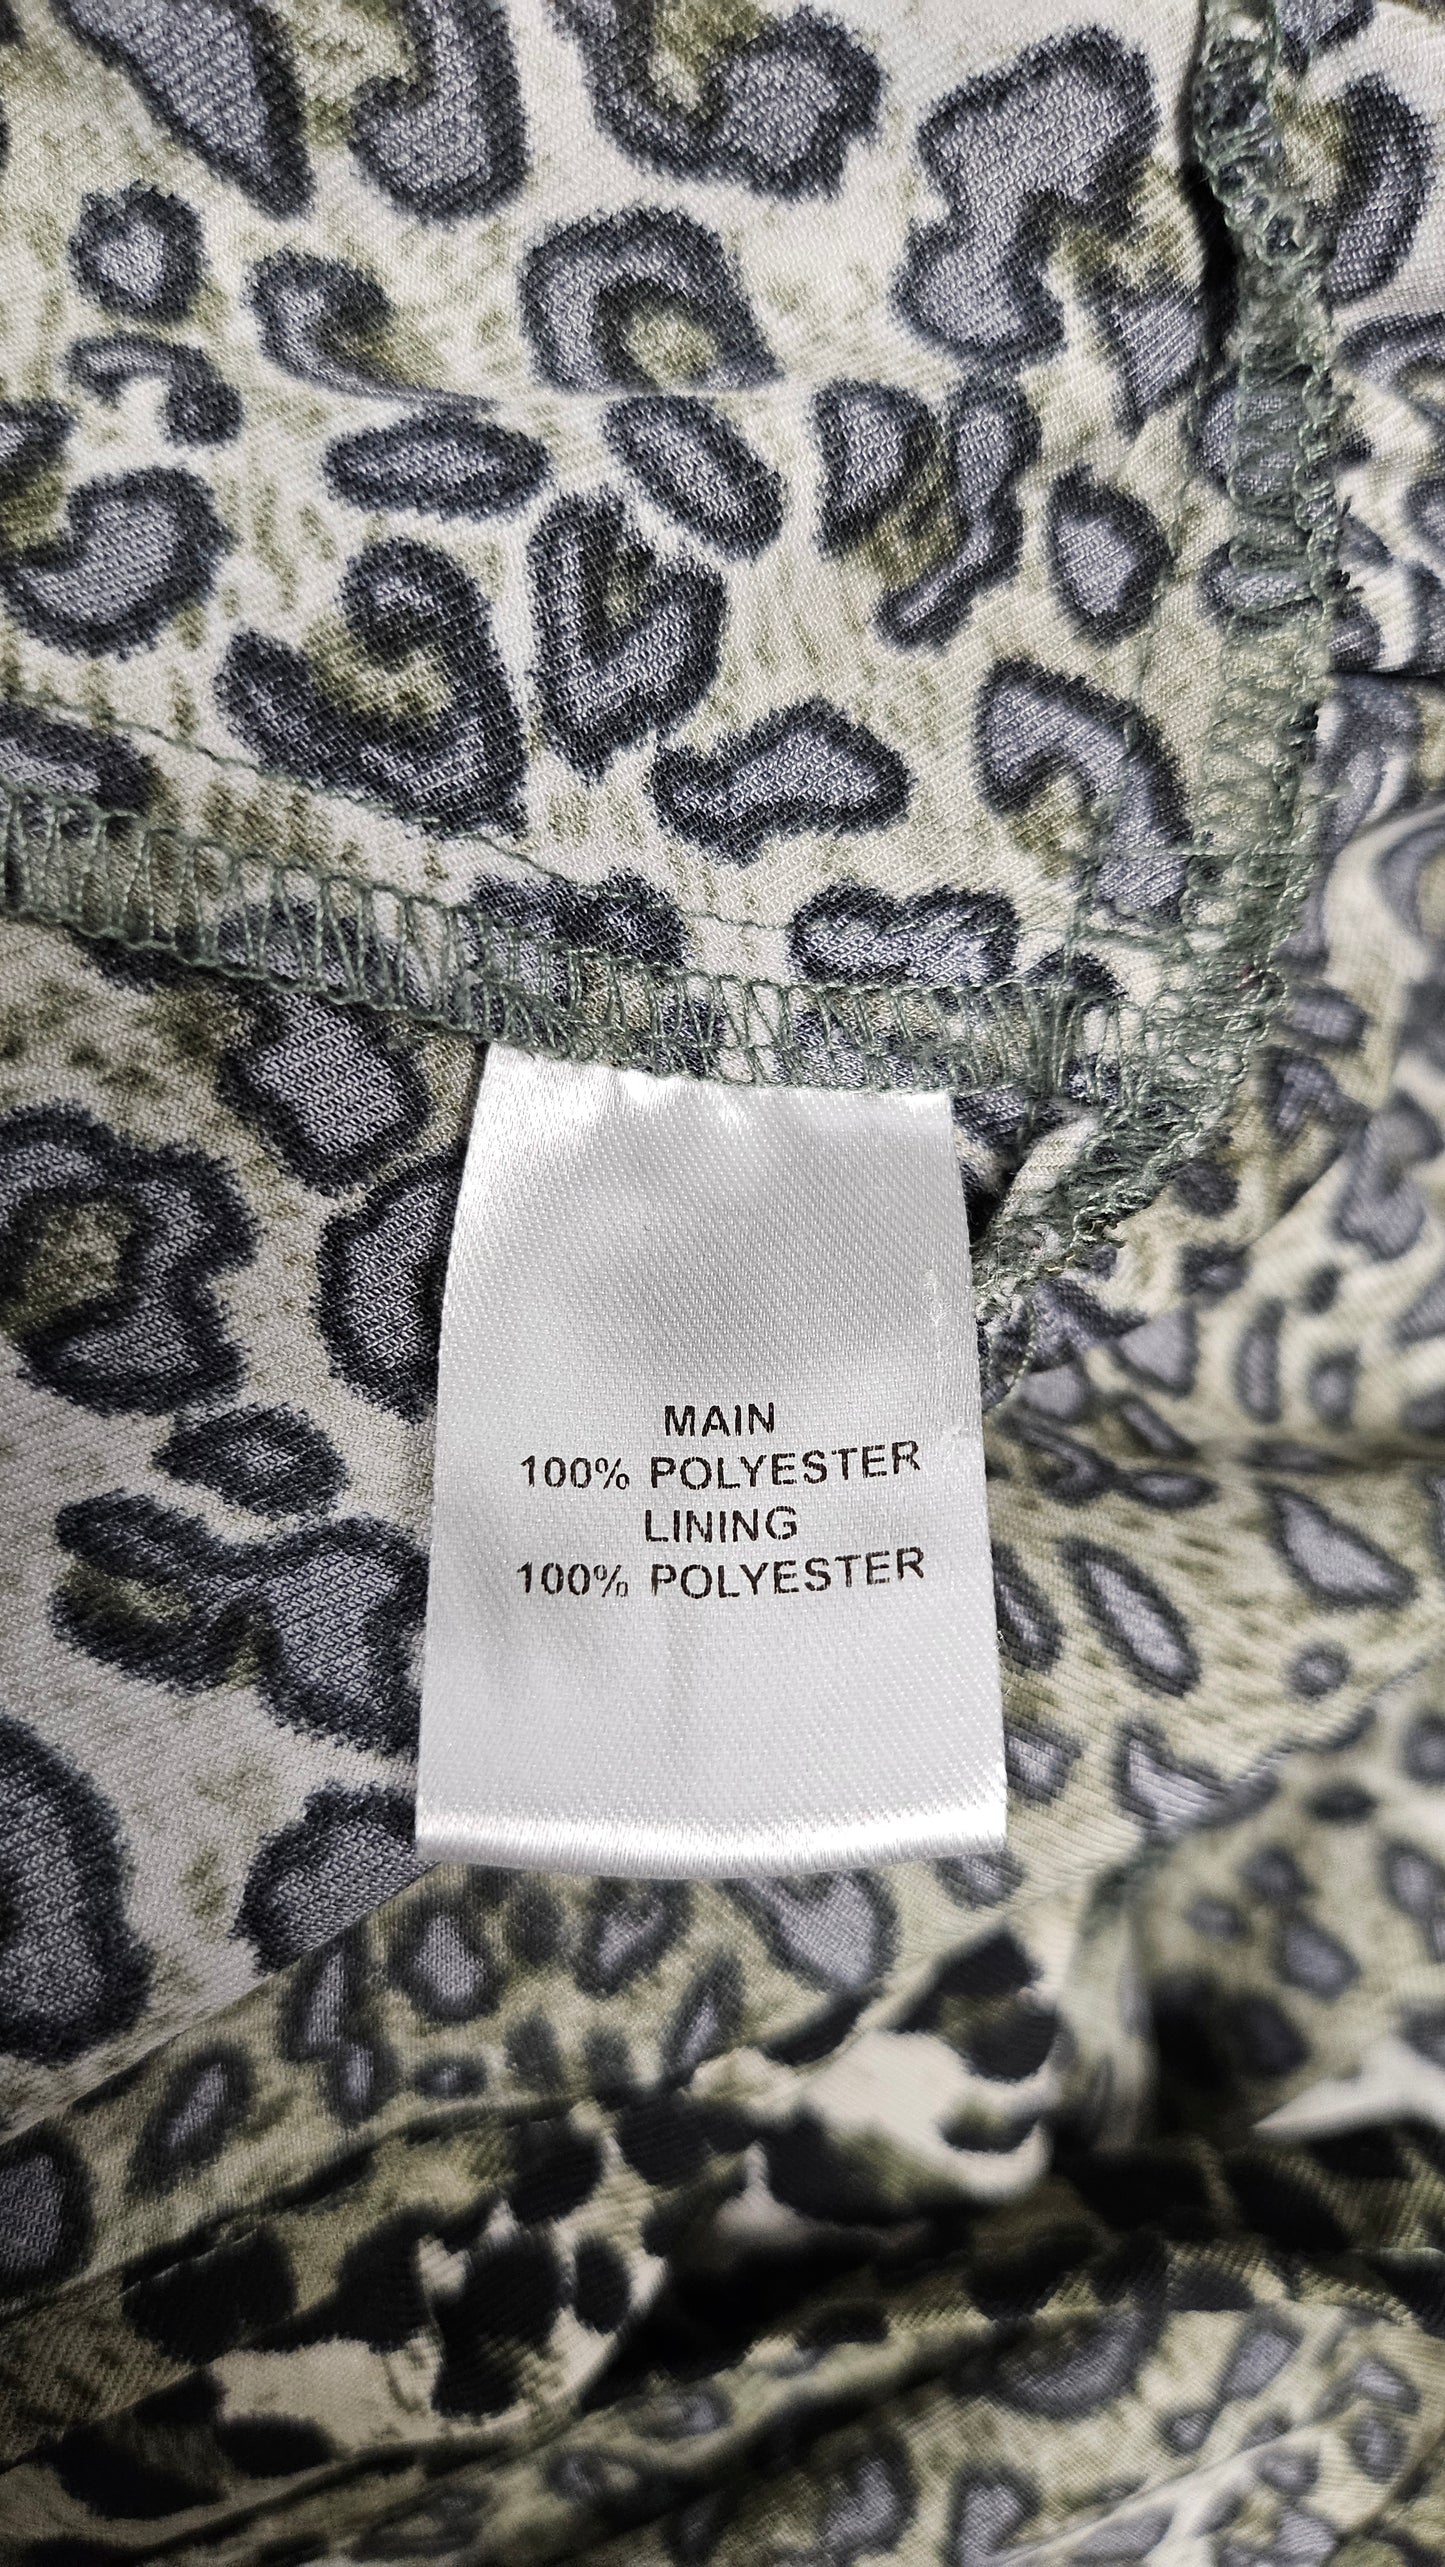 MAIN
100% POLYESTER
LINING
100% POLYESTER